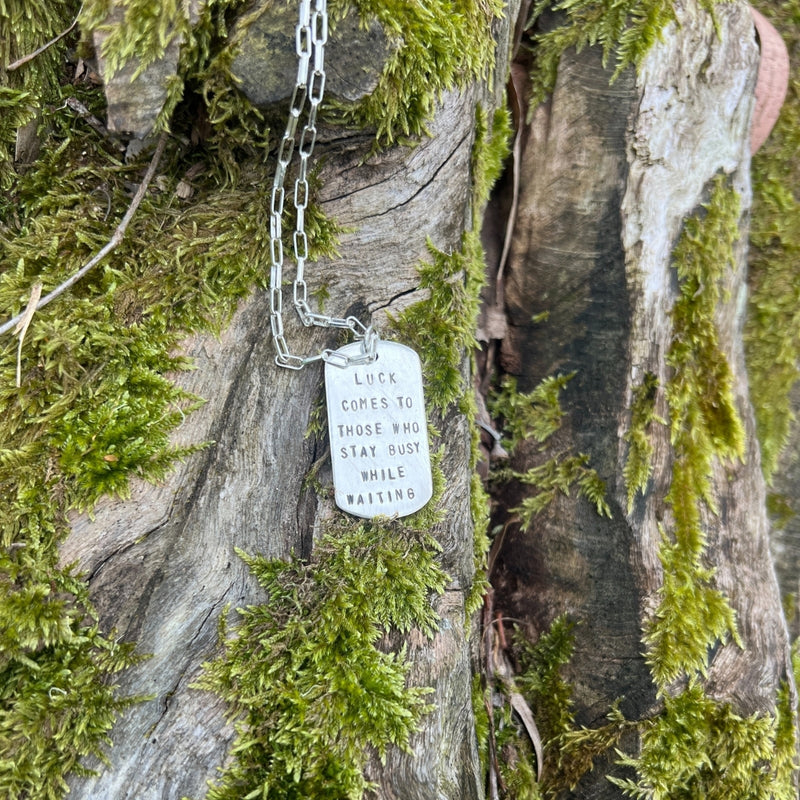 LUCK
COMES TO
THOSE WHO
STAY BUSY
WHILE
WAITING